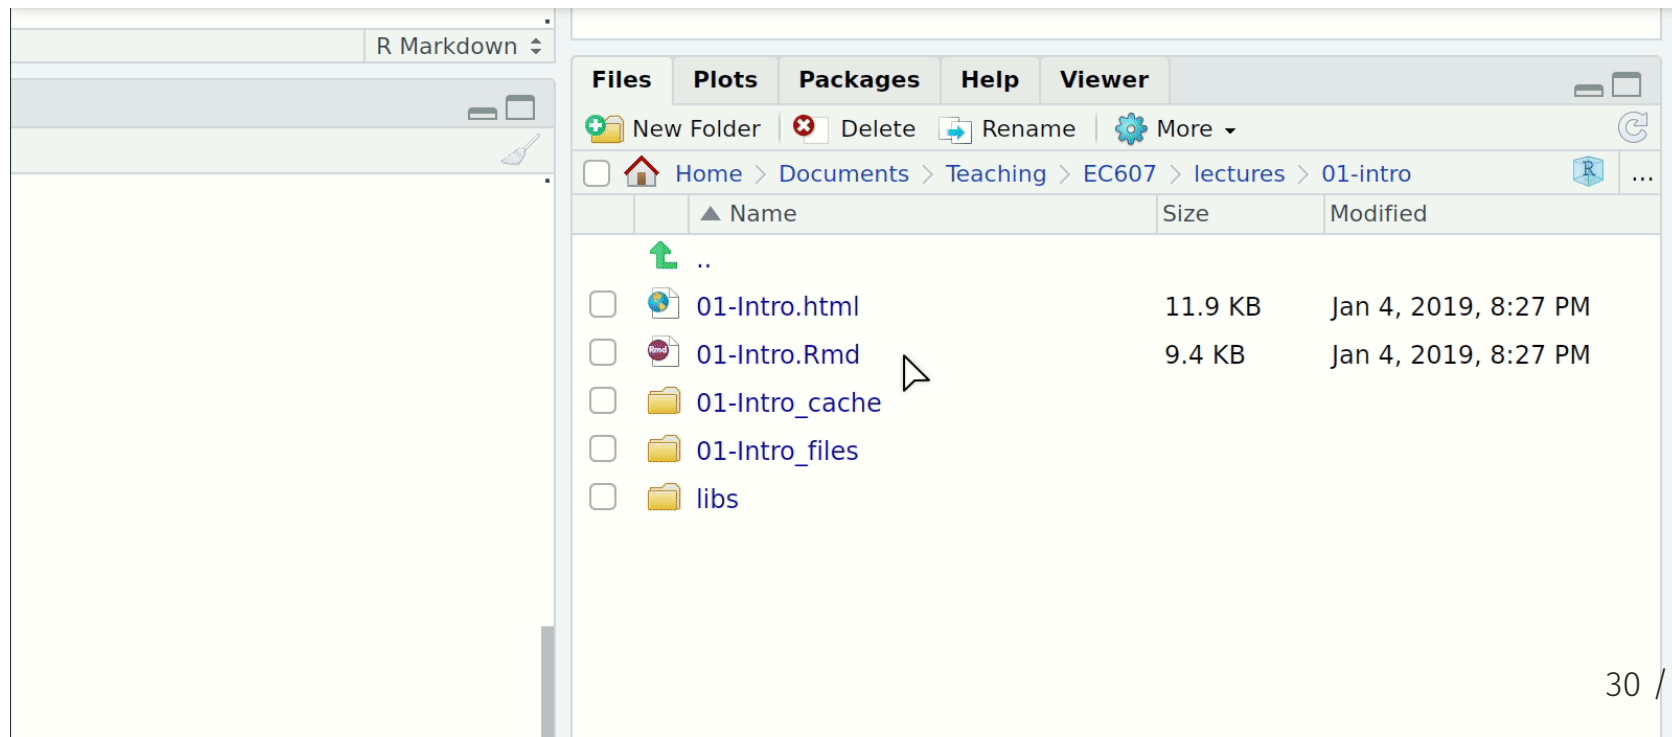 R Markdown
Files Plots Packages Help Viewer
New Folder Delete Rename More
Home > Documents > Teaching > EC607 > lectures > 01-intro R ...
Name Size Modified
..
01-Intro.html 11.9 KB Jan 4, 2019, 8:27 PM
Rmd 01-Intro.Rmd 9.4 KB Jan 4, 2019, 8:27 PM
01-Intro_cache
01-Intro_files
libs
30 /